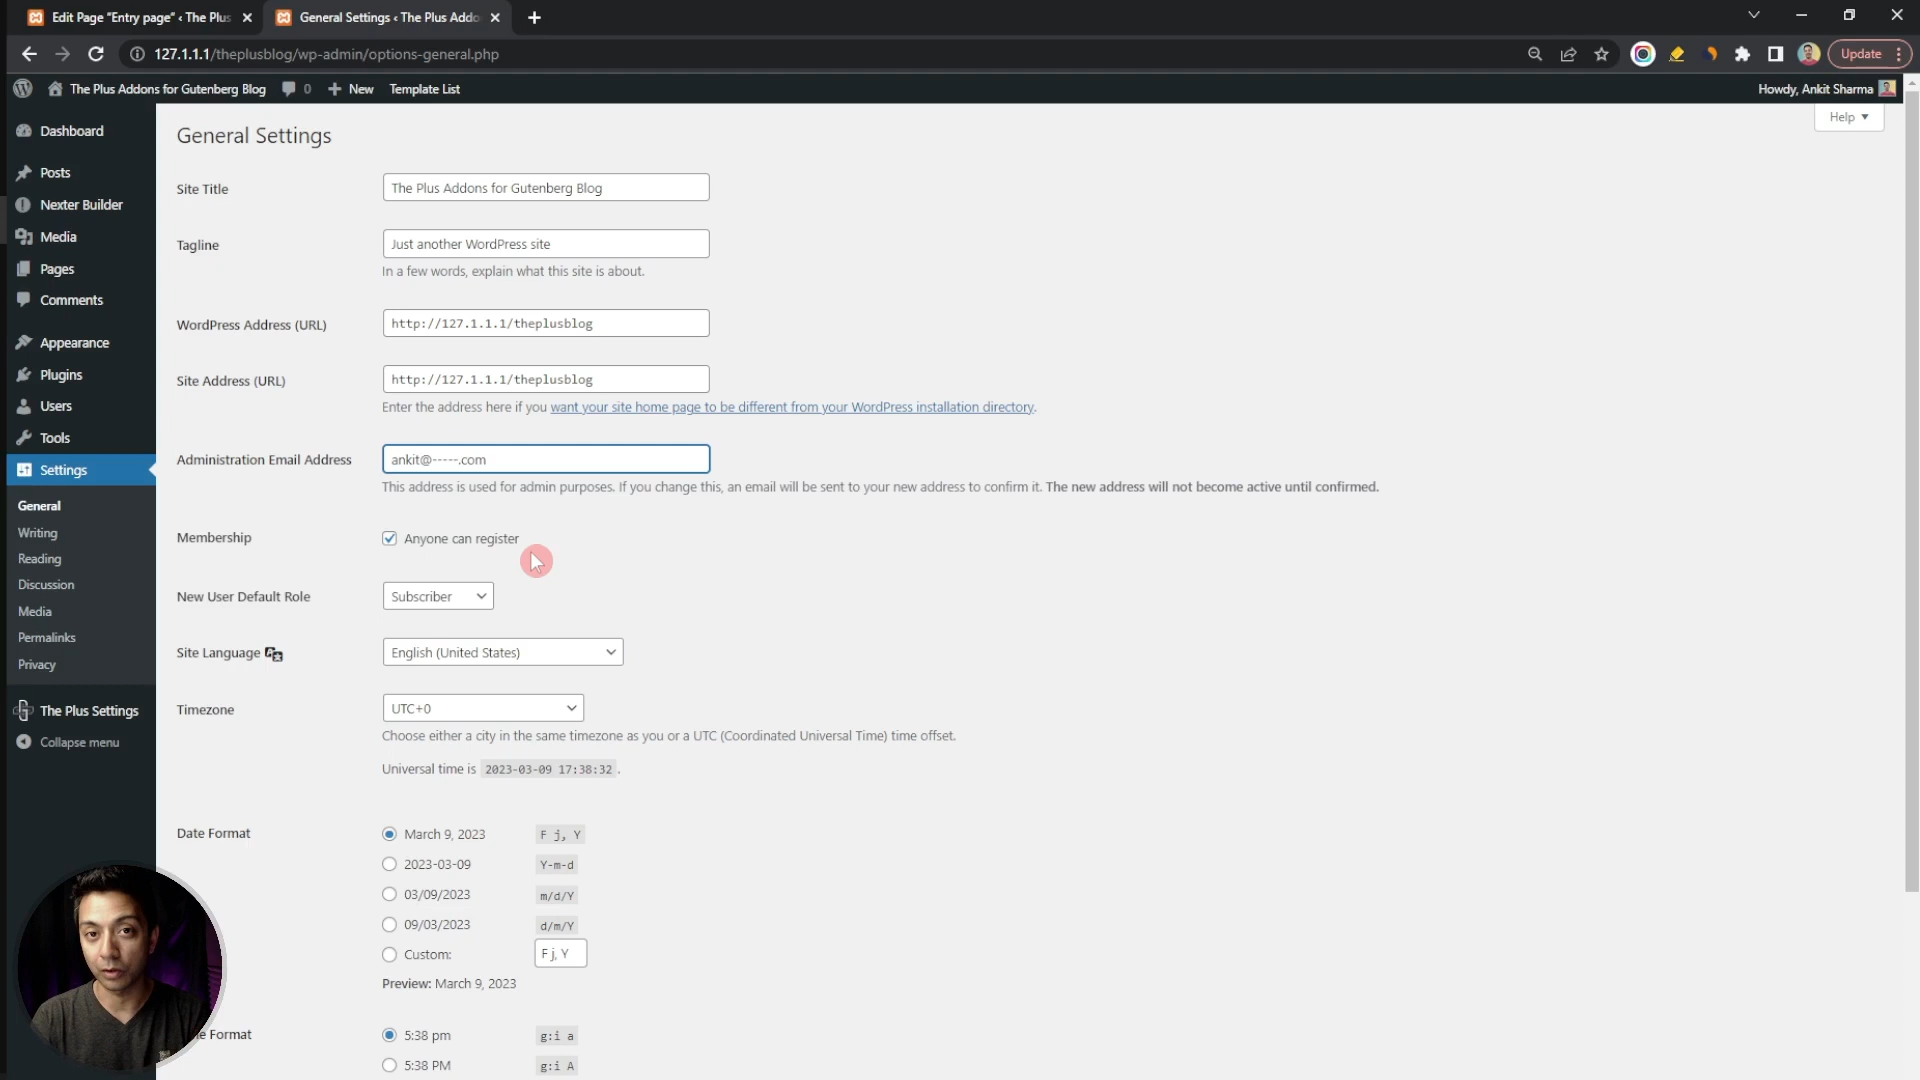 Edit Page "Entry page" ‹ The Plus
General Settings ‹ The Plus Addo
127.1.1.1/theplusblog/wp-admin/options-general.php
Update
The Plus Addons for Gutenberg Blog
0
New
Template List
Howdy, Ankit Sharma
Help
Dashboard
Posts
Nexter Builder
Media
Pages
Comments
Appearance
Plugins
Users
Tools
Settings
General
Writing
Reading
Discussion
Media
Permalinks
Privacy
The Plus Settings
Collapse menu
General Settings
Site Title
The Plus Addons for Gutenberg Blog
Tagline
Just another WordPress site
In a few words, explain what this site is about.
WordPress Address (URL)
http://127.1.1.1/theplusblog
Site Address (URL)
http://127.1.1.1/theplusblog
Enter the address here if you want your site home page to be different from your WordPress installation directory.
Administration Email Address
ankit@-----.com
This address is used for admin purposes. If you change this, an email will be sent to your new address to confirm it. The new address will not become active until confirmed.
Membership
Anyone can register
New User Default Role
Subscriber
Site Language
English (United States)
Timezone
UTC+0
Choose either a city in the same timezone as you or a UTC (Coordinated Universal Time) time offset.
Universal time is 2023-03-09 17:38:32 .
Date Format
March 9, 2023 F j, Y
2023-03-09 Y-m-d
03/09/2023 m/d/Y
09/03/2023 d/m/Y
Custom: F j, Y
Preview: March 9, 2023
e Format
5:38 pm g:i a
5:38 PM g:i A